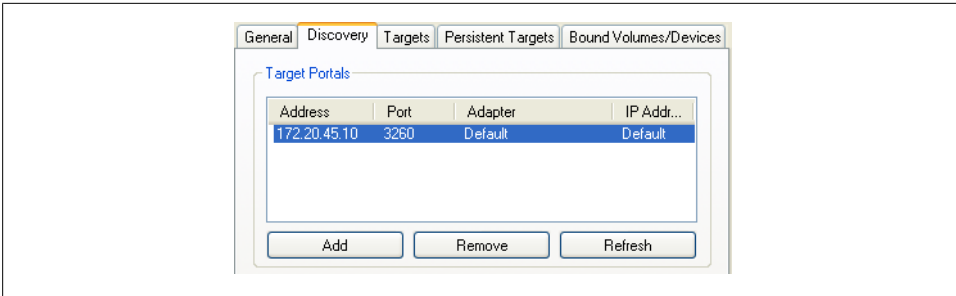 General Discovery Targets Persistent Targets Bound Volumes/Devices
Target Portals
Address Port Adapter IP Addr...
172.20.45.10 3260 Default Default
Add Remove Refresh